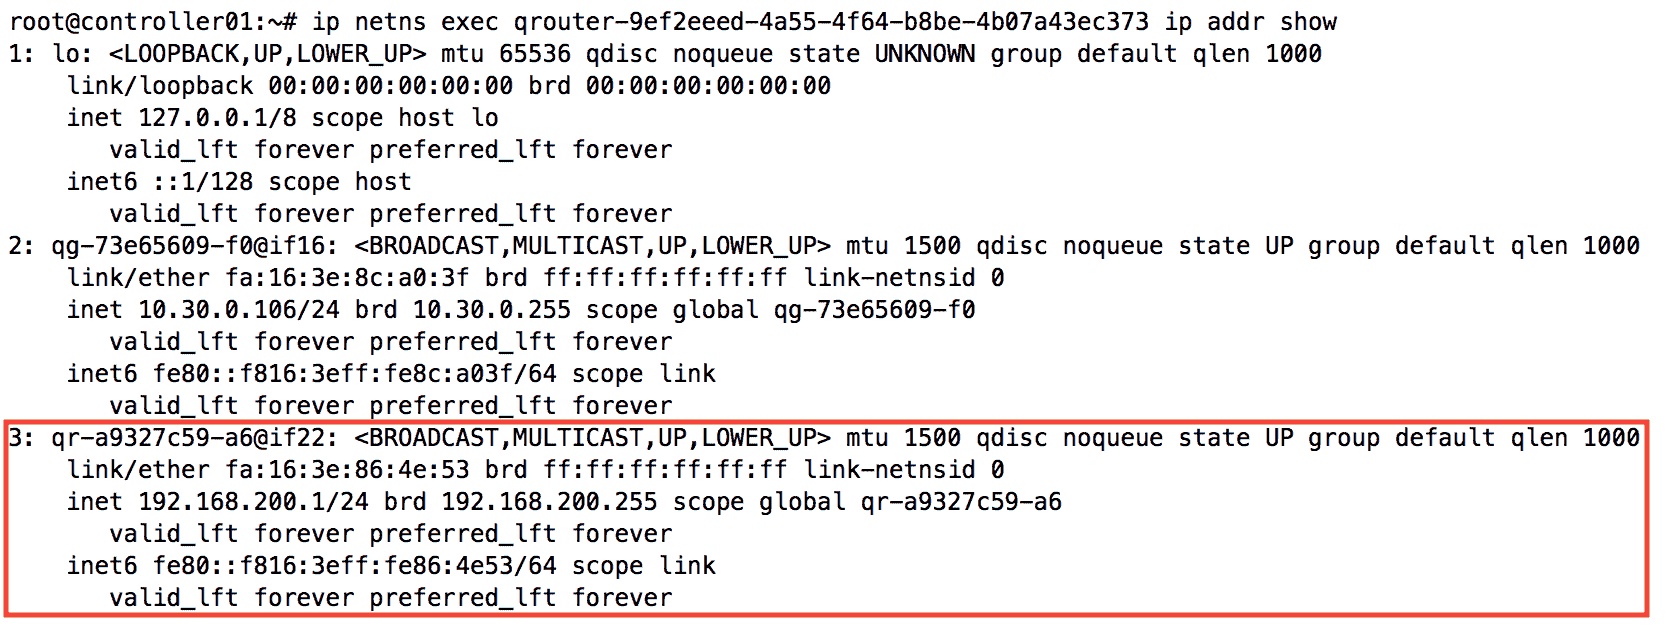 root@controller01:~# ip netns exec qrouter-9ef2eeed-4a55-4f64-b8be-4b07a43ec373 ip addr show
1: lo: <LOOPBACK,UP,LOWER_UP> mtu 65536 qdisc noqueue state UNKNOWN group default qlen 1000
    link/loopback 00:00:00:00:00:00 brd 00:00:00:00:00:00
    inet 127.0.0.1/8 scope host lo
       valid_lft forever preferred_lft forever
    inet6 ::1/128 scope host
       valid_lft forever preferred_lft forever
2: qg-73e65609-f0@if16: <BROADCAST,MULTICAST,UP,LOWER_UP> mtu 1500 qdisc noqueue state UP group default qlen 1000
    link/ether fa:16:3e:8c:a0:3f brd ff:ff:ff:ff:ff:ff link-netnsid 0
    inet 10.30.0.106/24 brd 10.30.0.255 scope global qg-73e65609-f0
       valid_lft forever preferred_lft forever
    inet6 fe80::f816:3eff:fe8c:a03f/64 scope link
       valid_lft forever preferred_lft forever
3: qr-a9327c59-a6@if22: <BROADCAST,MULTICAST,UP,LOWER_UP> mtu 1500 qdisc noqueue state UP group default qlen 1000
    link/ether fa:16:3e:86:4e:53 brd ff:ff:ff:ff:ff:ff link-netnsid 0
    inet 192.168.200.1/24 brd 192.168.200.255 scope global qr-a9327c59-a6
       valid_lft forever preferred_lft forever
    inet6 fe80::f816:3eff:fe86:4e53/64 scope link
       valid_lft forever preferred_lft forever